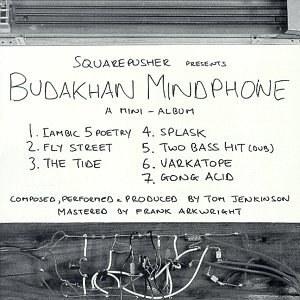 SQUAREPUSHER PRESENTS
BUDAKHAN MINDPHONE
A MINI-ALBUM
1. IAMBIC 5 POETRY
2. FLY STREET
3. THE TIDE
4. SPLASK
5. TWO BASS HIT (DUB)
6. VARKATOPE
7. GONG ACID
COMPOSED, PERFORMED & PRODUCED BY TOM JENKINSON
MASTERED BY FRANK ARKWRIGHT